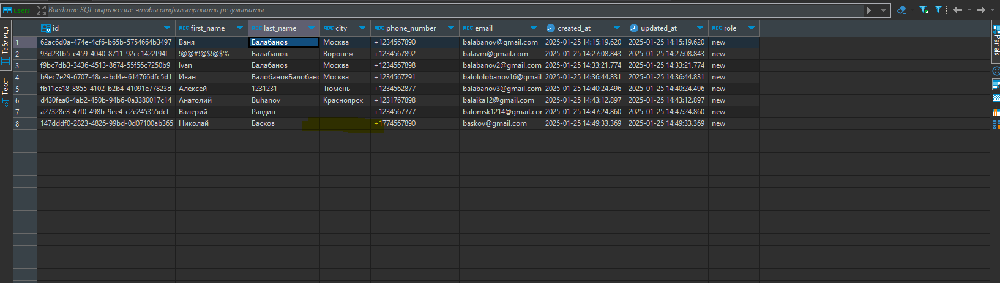 users Введите SQL выражение чтобы отфильтровать результаты
Таблица
Текст
Panels
id first_name last_name city phone_number email created_at updated_at role
1 62ac6d0a-474e-4cf6-b65b-5754664b3497 Ваня Балабанов Москва +1234567890 balabanov@gmail.com 2025-01-25 14:15:19.620 2025-01-25 14:15:19.620 new
2 93d23fb5-e459-4040-8711-92cc1422f94f !@@#!@$!@$% Балабанов Воронеж +1234567892 balavrn@gmail.com 2025-01-25 14:27:08.843 2025-01-25 14:27:08.843 new
3 f9bc7db3-3436-4513-8674-55f56c7250b9 Ivan Балабанов Москва +1234567898 balabanov2@gmail.com 2025-01-25 14:33:21.774 2025-01-25 14:33:21.774 new
4 b9ec7e29-6707-48ca-bd4e-614766dfc5d1 Иван БалобановБалобанс Москва +1234567291 balololobanov16@gmail 2025-01-25 14:36:44.831 2025-01-25 14:36:44.831 new
5 fb11ce18-8855-4102-b2b4-41091e77823d Алексей 1231231 Тюмень +1234562877 balabanov3@gmail.com 2025-01-25 14:40:24.496 2025-01-25 14:40:24.496 new
6 d430fea0-4ab2-450b-94b6-0a3380017c14 Анатолий Buhanov Красноярск +1231767898 balaika12@gmail.com 2025-01-25 14:43:12.897 2025-01-25 14:43:12.897 new
7 a27328e3-47f0-498b-9ee4-c2e245355dcf Валерий Равдин +1234567777 balomsk1214@gmail.coı 2025-01-25 14:47:24.860 2025-01-25 14:47:24.860 new
8 147dddf0-2823-4826-99bd-0d07100ab365 Николай Басков +1774567890 baskov@gmail.com 2025-01-25 14:49:33.369 2025-01-25 14:49:33.369 new